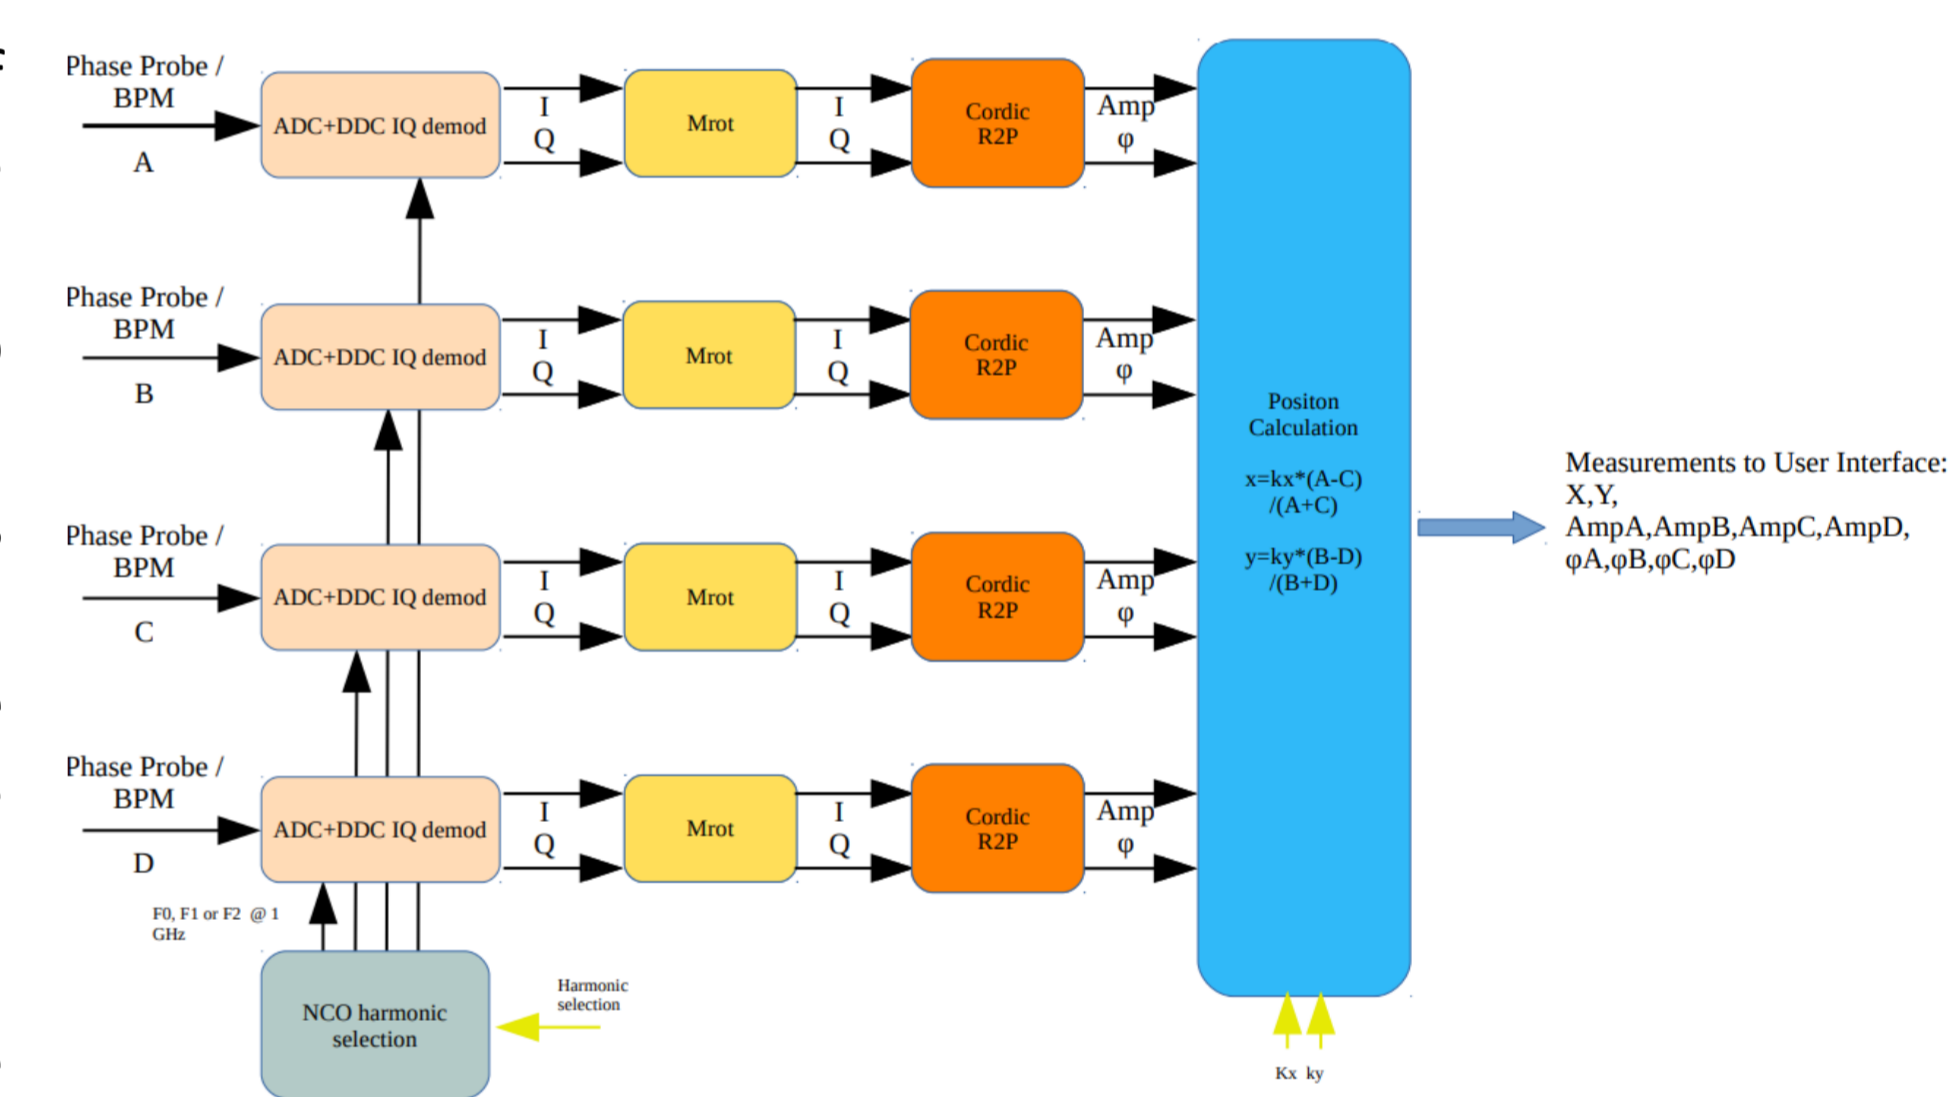 Phase Probe /
BPM
A
ADC+DDC IQ demod
I
Q
Mrot
I
Q
Cordic
R2P
Amp
φ
Phase Probe /
BPM
B
ADC+DDC IQ demod
I
Q
Mrot
I
Q
Cordic
R2P
Amp
φ
Phase Probe /
BPM
C
ADC+DDC IQ demod
I
Q
Mrot
I
Q
Cordic
R2P
Amp
φ
Phase Probe /
BPM
D
ADC+DDC IQ demod
I
Q
Mrot
I
Q
Cordic
R2P
Amp
φ
Positon
Calculation
x=kx*(A-C)
/(A+C)
y=ky*(B-D)
/(B+D)
Measurements to User Interface:
X,Y,
AmpA,AmpB,AmpC,AmpD,
φA,φB,φC,φD
F0, F1 or F2 @ 1
GHz
NCO harmonic
selection
Harmonic
selection
Kx ky